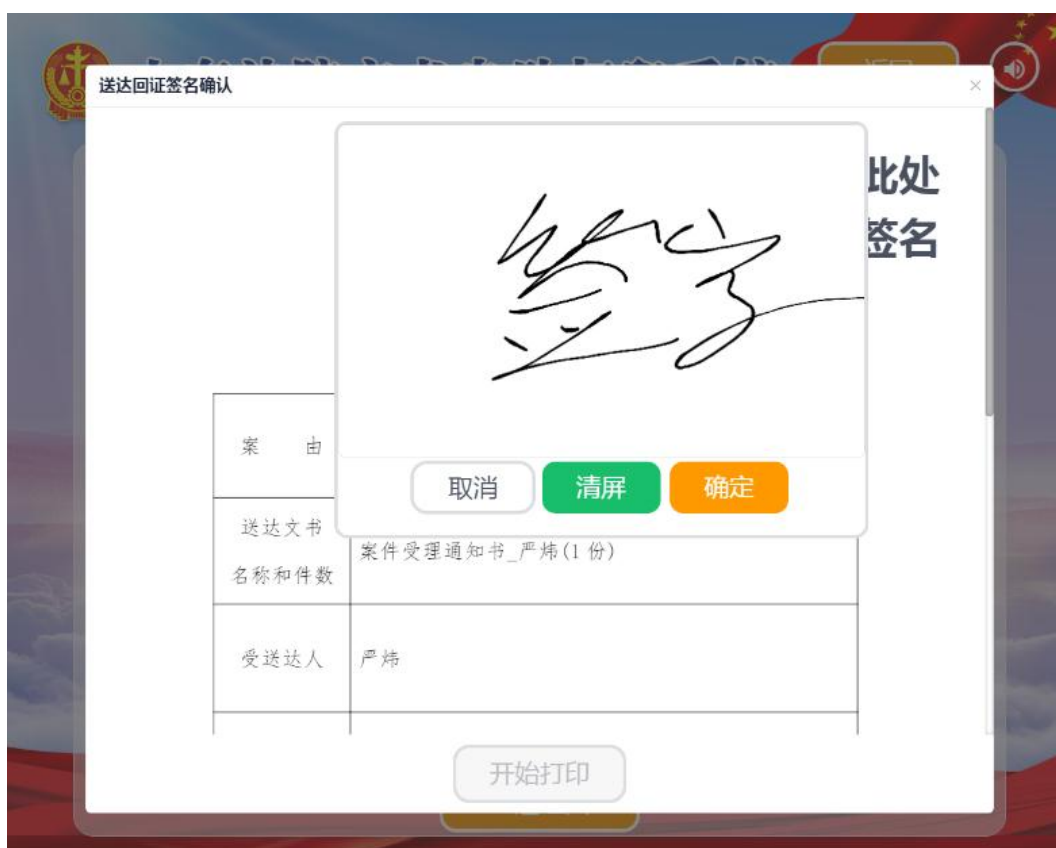 送达回证签名确认
×
此处
签名
签字
取消 清屏 确定
案 由
送达文书
名称和件数
案件受理通知书_严炜(1份)
受送达人
严炜
开始打印